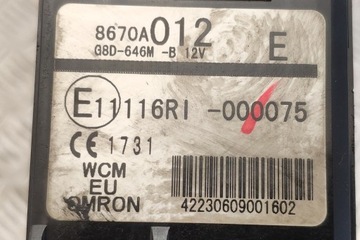 8670A012
G8D-646M -B 12V
E
E11116RI -000075
CE 1731
WCM
EU
OMRON
42230609001602